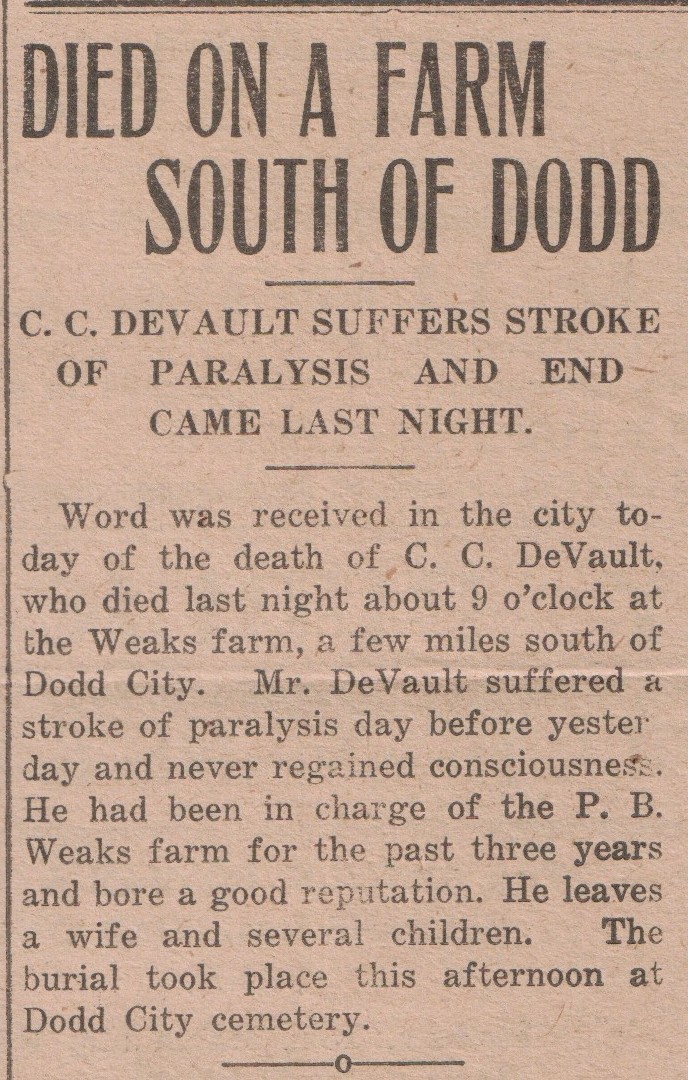 DIED ON A FARM
SOUTH OF DODD
C. C. DEVAULT SUFFERS STROKE
OF PARALYSIS AND END
CAME LAST NIGHT.
Word was received in the city to-
day of the death of C. C. DeVault,
who died last night about 9 o'clock at
the Weaks farm, a few miles south of
Dodd City. Mr. DeVault suffered a
stroke of paralysis day before yester
day and never regained consciousness.
He had been in charge of the P. B.
Weaks farm for the past three years
and bore a good reputation. He leaves
a wife and several children. The
burial took place this afternoon at
Dodd City cemetery.